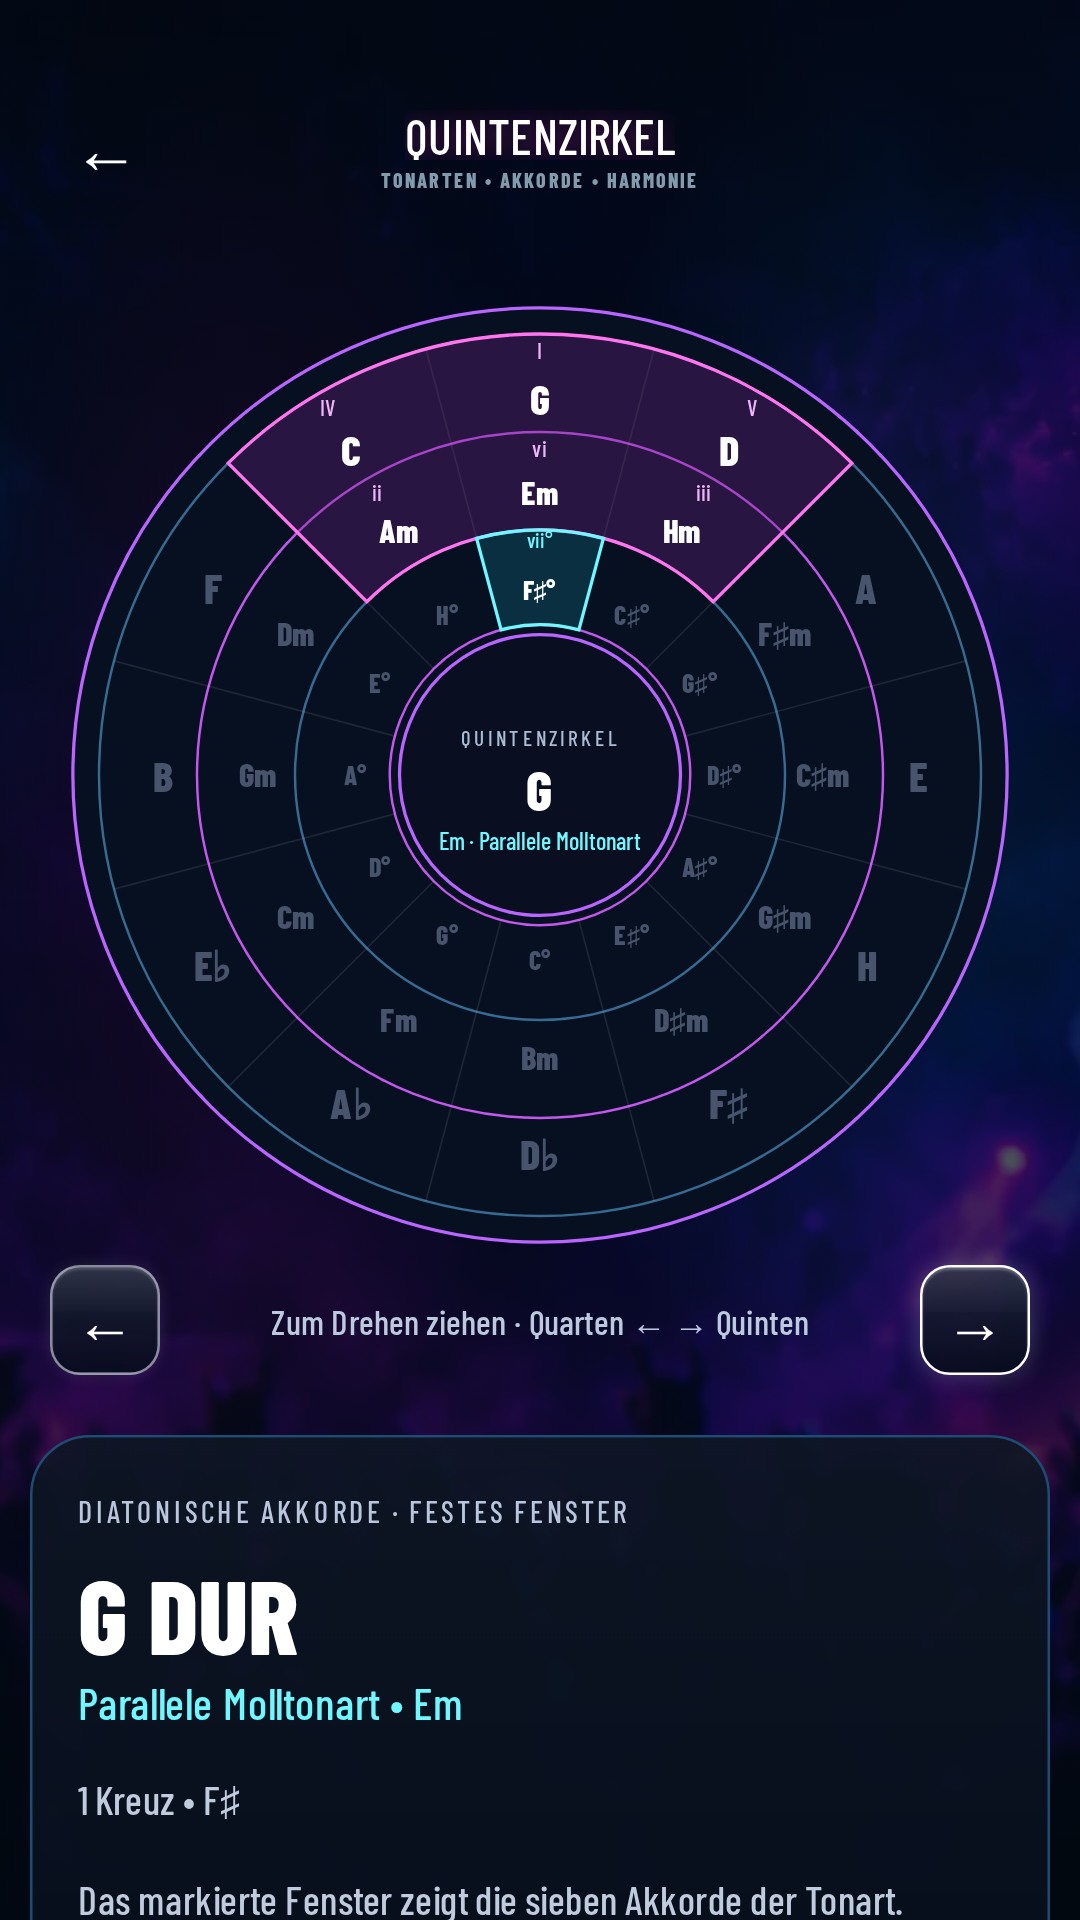 ←
QUINTENZIRKEL
TONARTEN • AKKORDE • HARMONIE
I
G
IV
C
V
D
vi
Em
ii
Am
iii
Hm
vii°
F♯°
F
A
H°
C♯°
Dm
F♯m
E°
G♯°
QUINTENZIRKEL
B
Gm
A°
G
D♯°
C♯m
E
Em · Parallele Molltonart
D°
A♯°
Cm
G♯m
G°
E♯°
C°
E♭
H
Fm
D♯m
Bm
A♭
F♯
D♭
← Zum Drehen ziehen · Quarten ← → Quinten →
DIATONISCHE AKKORDE · FESTES FENSTER
G DUR
Parallele Molltonart • Em
1 Kreuz • F♯
Das markierte Fenster zeigt die sieben Akkorde der Tonart.